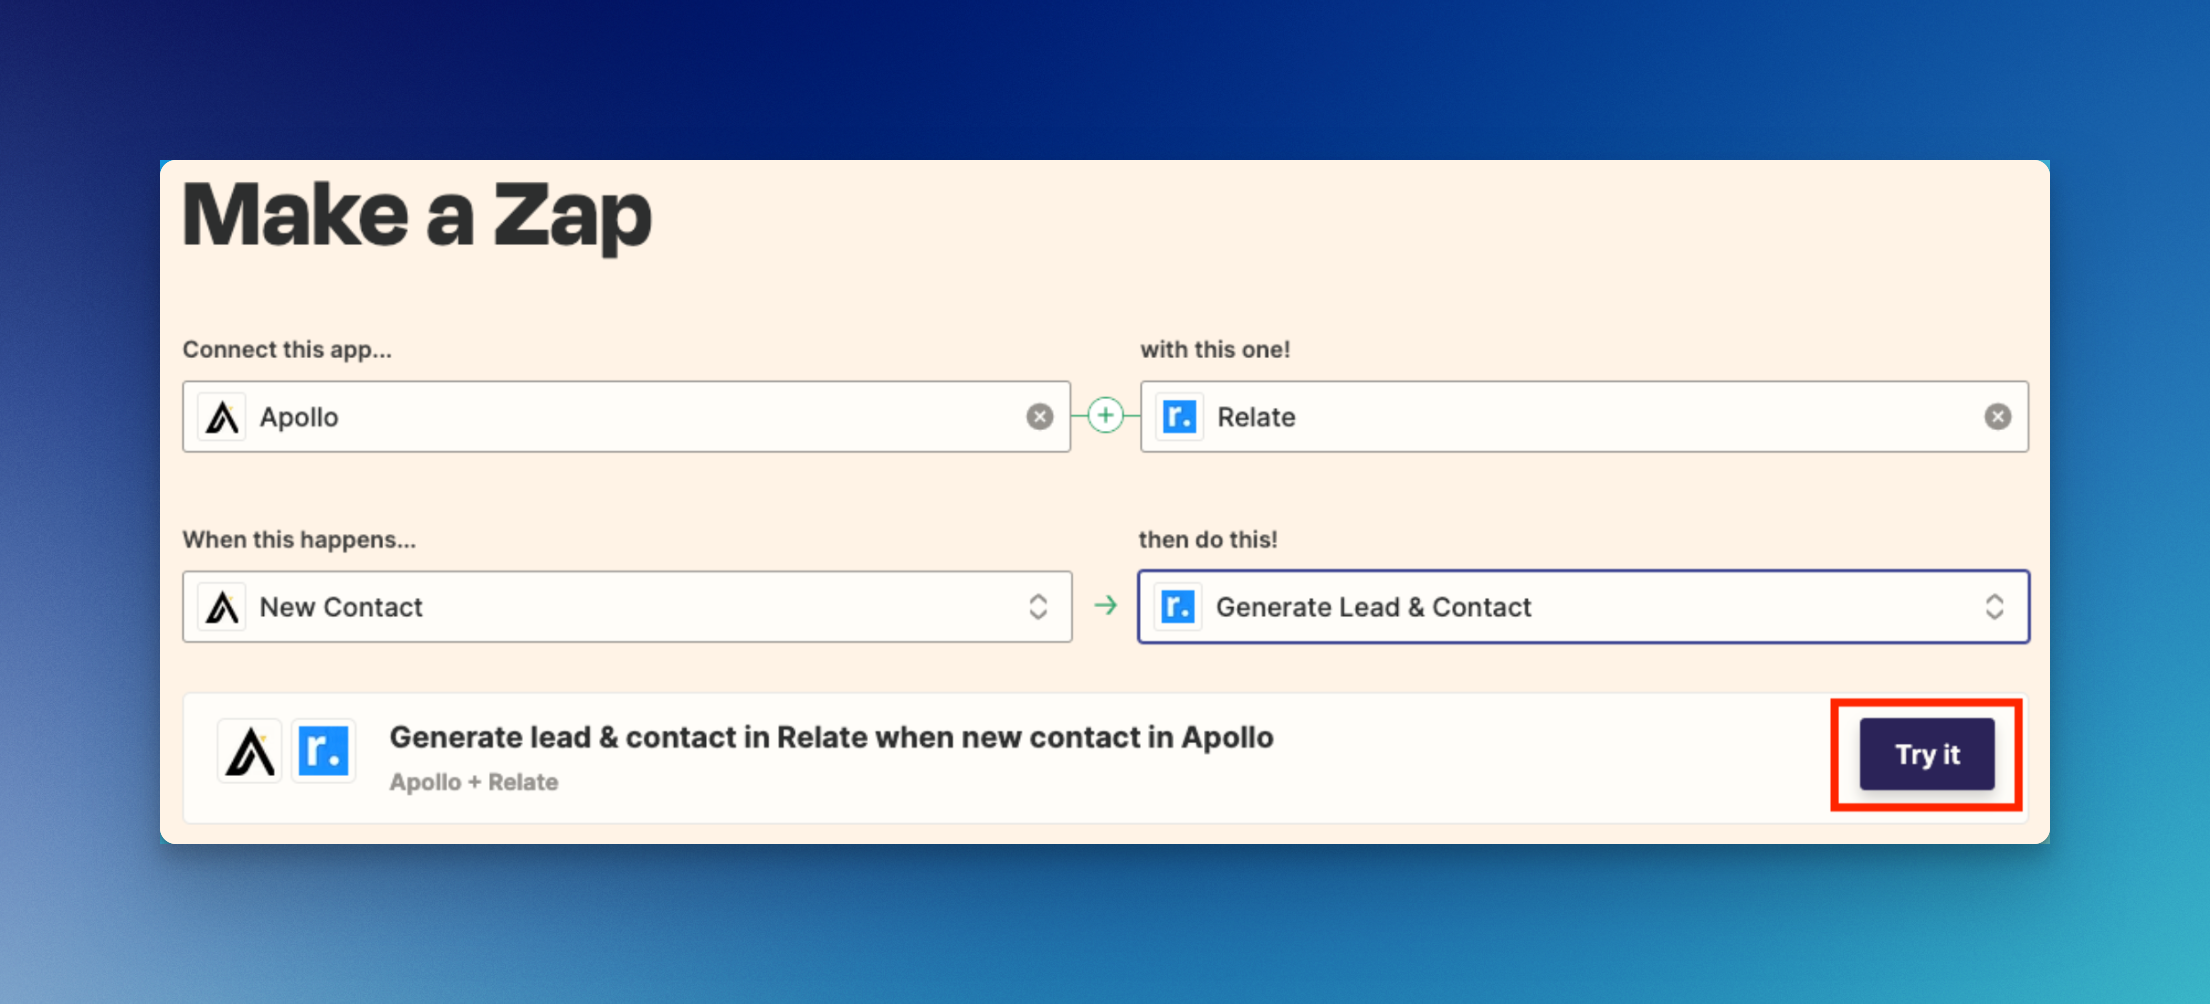 Make a Zap
Connect this app...
with this one!
Apollo
r. Relate
When this happens...
then do this!
New Contact
r. Generate Lead & Contact
r.
Generate lead & contact in Relate when new contact in Apollo
Apollo + Relate
Try it